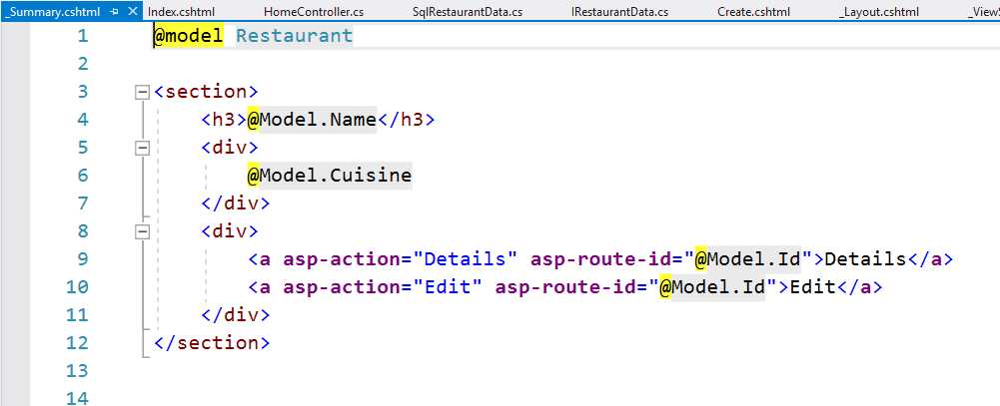 _Summary.cshtml Index.cshtml HomeController.cs SqlRestaurantData.cs IRestaurantData.cs Create.cshtml _Layout.cshtml _ViewS
1 @model Restaurant
2
3 <section>
4 <h3>@Model.Name</h3>
5 <div>
6 @Model.Cuisine
7 </div>
8 <div>
9 <a asp-action="Details" asp-route-id="@Model.Id">Details</a>
10 <a asp-action="Edit" asp-route-id="@Model.Id">Edit</a>
11 </div>
12 </section>
13
14